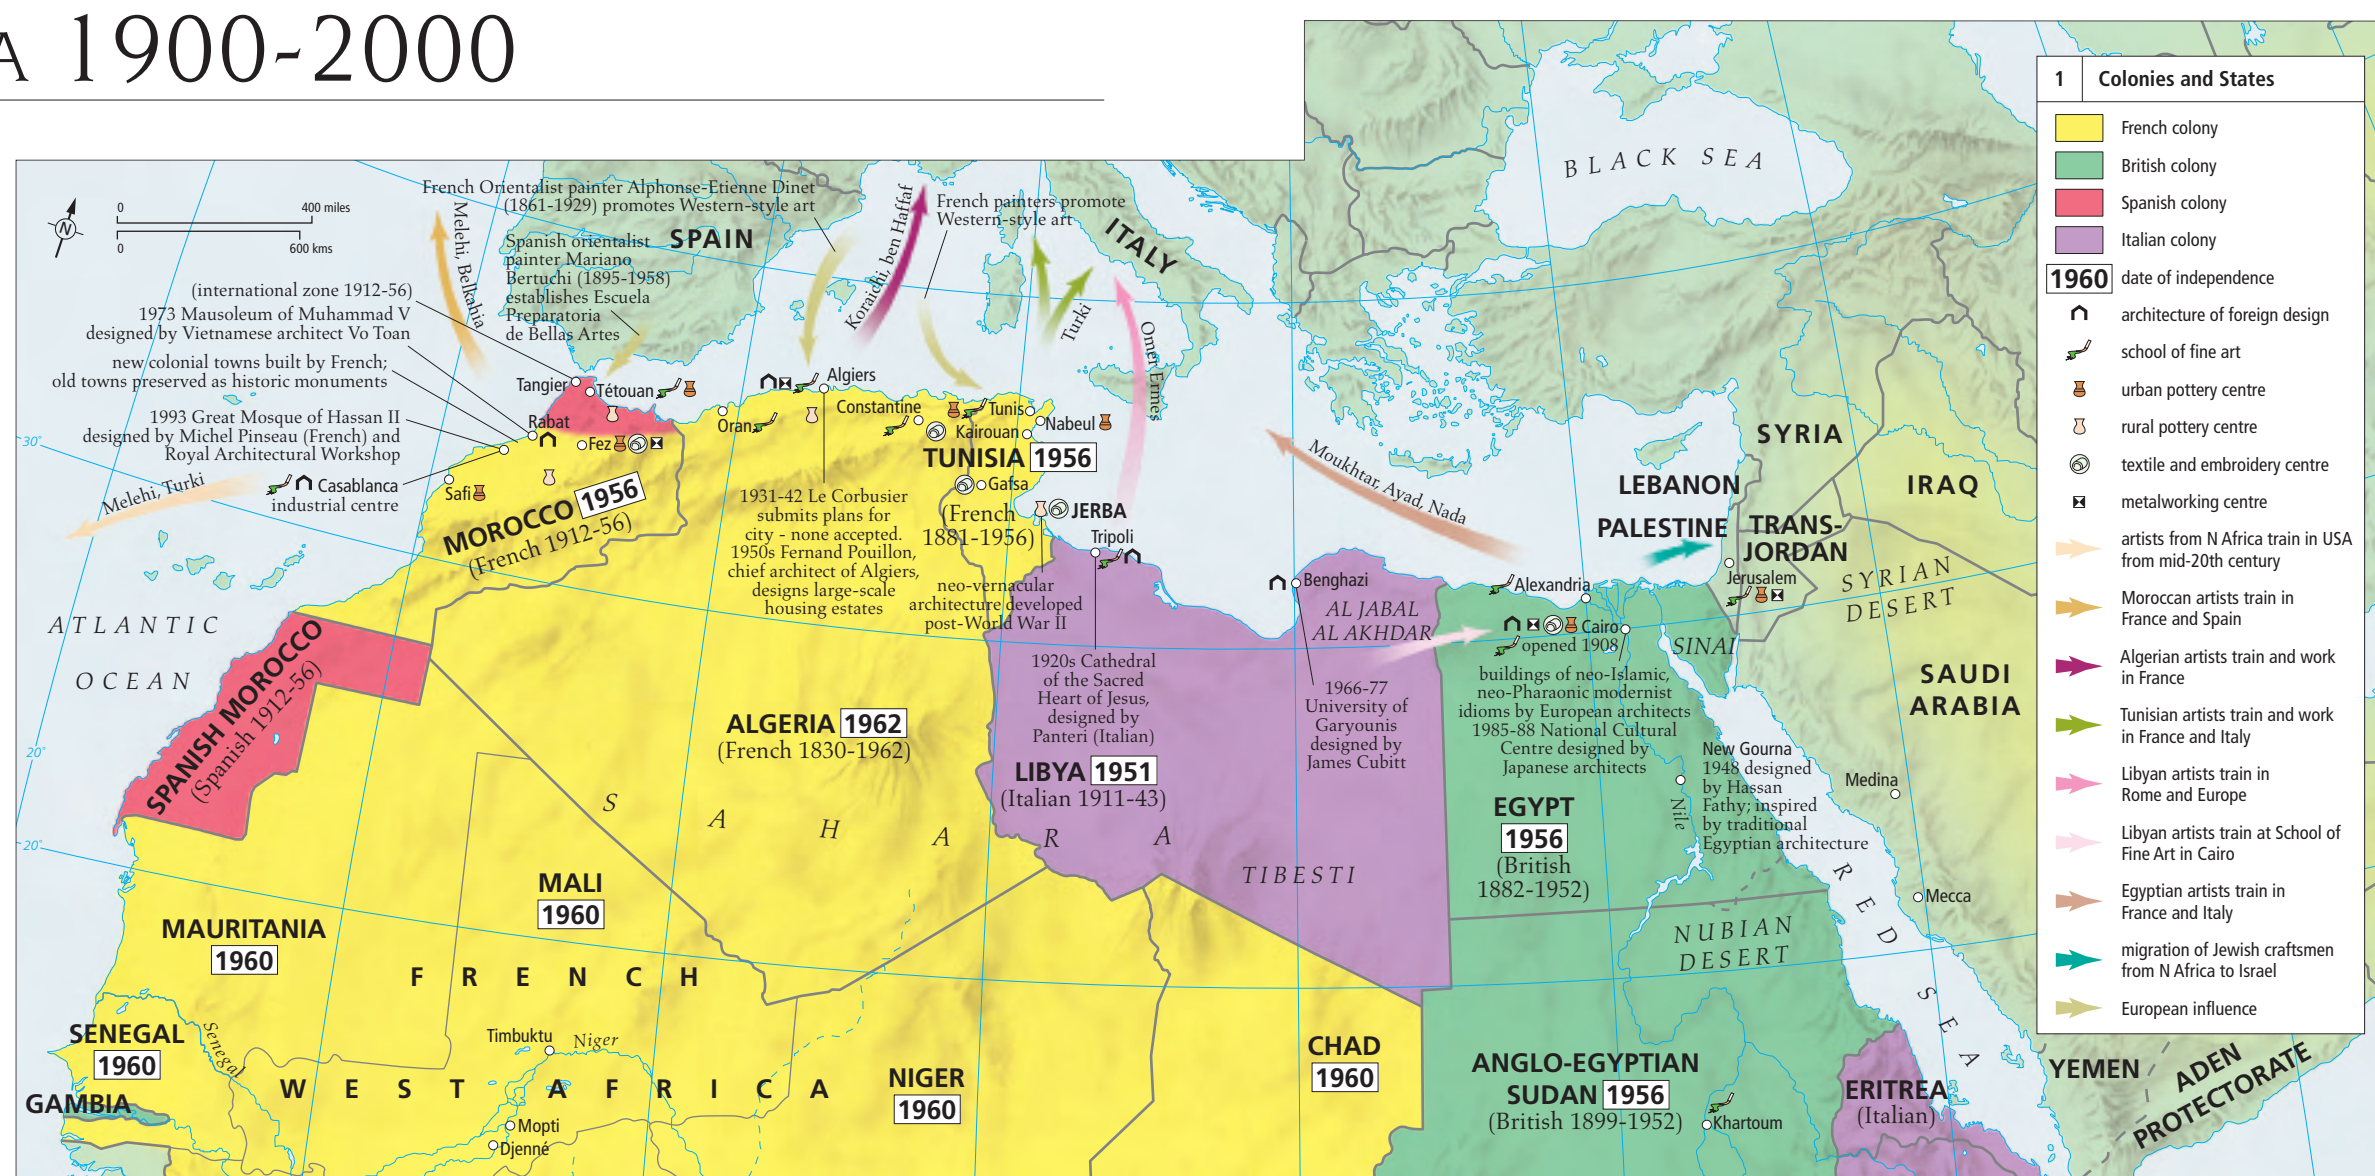 A 1900-2000
0 400 miles
0 600 kms
N
French Orientalist painter Alphonse-Etienne Dinet
(1861-1929) promotes Western-style art
Melehi, Belkahia
Spanish orientalist
painter Mariano
Bertuchi (1895-1958)
establishes Escuela
Preparatoria
de Bellas Artes
SPAIN
Koraichi, ben Haffaf
French painters promote
Western-style art
ITALY
Turki
Omer Ermes
BLACK SEA
(international zone 1912-56)
1973 Mausoleum of Muhammad V
designed by Vietnamese architect Vo Toan
new colonial towns built by French;
old towns preserved as historic monuments
1993 Great Mosque of Hassan II
designed by Michel Pinseau (French) and
Royal Architectural Workshop
Casablanca
industrial centre
Melehi, Turki
30°
20°
20°
Tangier
Tétouan
Rabat
Fez
Safi
MOROCCO 1956
(French 1912-56)
Oran
Algiers
Constantine
Tunis
Nabeul
Kairouan
TUNISIA 1956
Gafsa
(French
1881-1956)
JERBA
Tripoli
1931-42 Le Corbusier
submits plans for
city - none accepted.
1950s Fernand Pouillon,
chief architect of Algiers,
designs large-scale
housing estates
neo-vernacular
architecture developed
post-World War II
Moukhtar, Ayad, Nada
Benghazi
AL JABAL
AL AKHDAR
Alexandria
Cairo
opened 1908
SYRIA
LEBANON
PALESTINE
TRANS-
JORDAN
IRAQ
Jerusalem
SYRIAN
DESERT
SINAI
SAUDI
ARABIA
ATLANTIC
OCEAN
SPANISH MOROCCO
(Spanish 1912-56)
ALGERIA 1962
(French 1830-1962)
1920s Cathedral
of the Sacred
Heart of Jesus,
designed by
Panteri (Italian)
LIBYA 1951
(Italian 1911-43)
1966-77
University of
Garyounis
designed by
James Cubitt
buildings of neo-Islamic,
neo-Pharaonic modernist
idioms by European architects
1985-88 National Cultural
Centre designed by
Japanese architects
EGYPT
1956
(British
1882-1952)
New Gourna
1948 designed
by Hassan
Fathy; inspired
by traditional
Egyptian architecture
Nile
Medina
Mecca
RED SEA
SAHARA
TIBESTI
NUBIAN
DESERT
MALI
1960
MAURITANIA
1960
FRENCH
WEST AFRICA
SENEGAL
1960
Senegal
GAMBIA
Timbuktu
Niger
Mopti
Djenné
NIGER
1960
CHAD
1960
ANGLO-EGYPTIAN
SUDAN 1956
(British 1899-1952)
Khartoum
ERITREA
(Italian)
YEMEN
ADEN
PROTECTORATE
1 Colonies and States
French colony
British colony
Spanish colony
Italian colony
1960 date of independence
architecture of foreign design
school of fine art
urban pottery centre
rural pottery centre
textile and embroidery centre
metalworking centre
artists from N Africa train in USA
from mid-20th century
Moroccan artists train in
France and Spain
Algerian artists train and work
in France
Tunisian artists train and work
in France and Italy
Libyan artists train in
Rome and Europe
Libyan artists train at School of
Fine Art in Cairo
Egyptian artists train in
France and Italy
migration of Jewish craftsmen
from N Africa to Israel
European influence